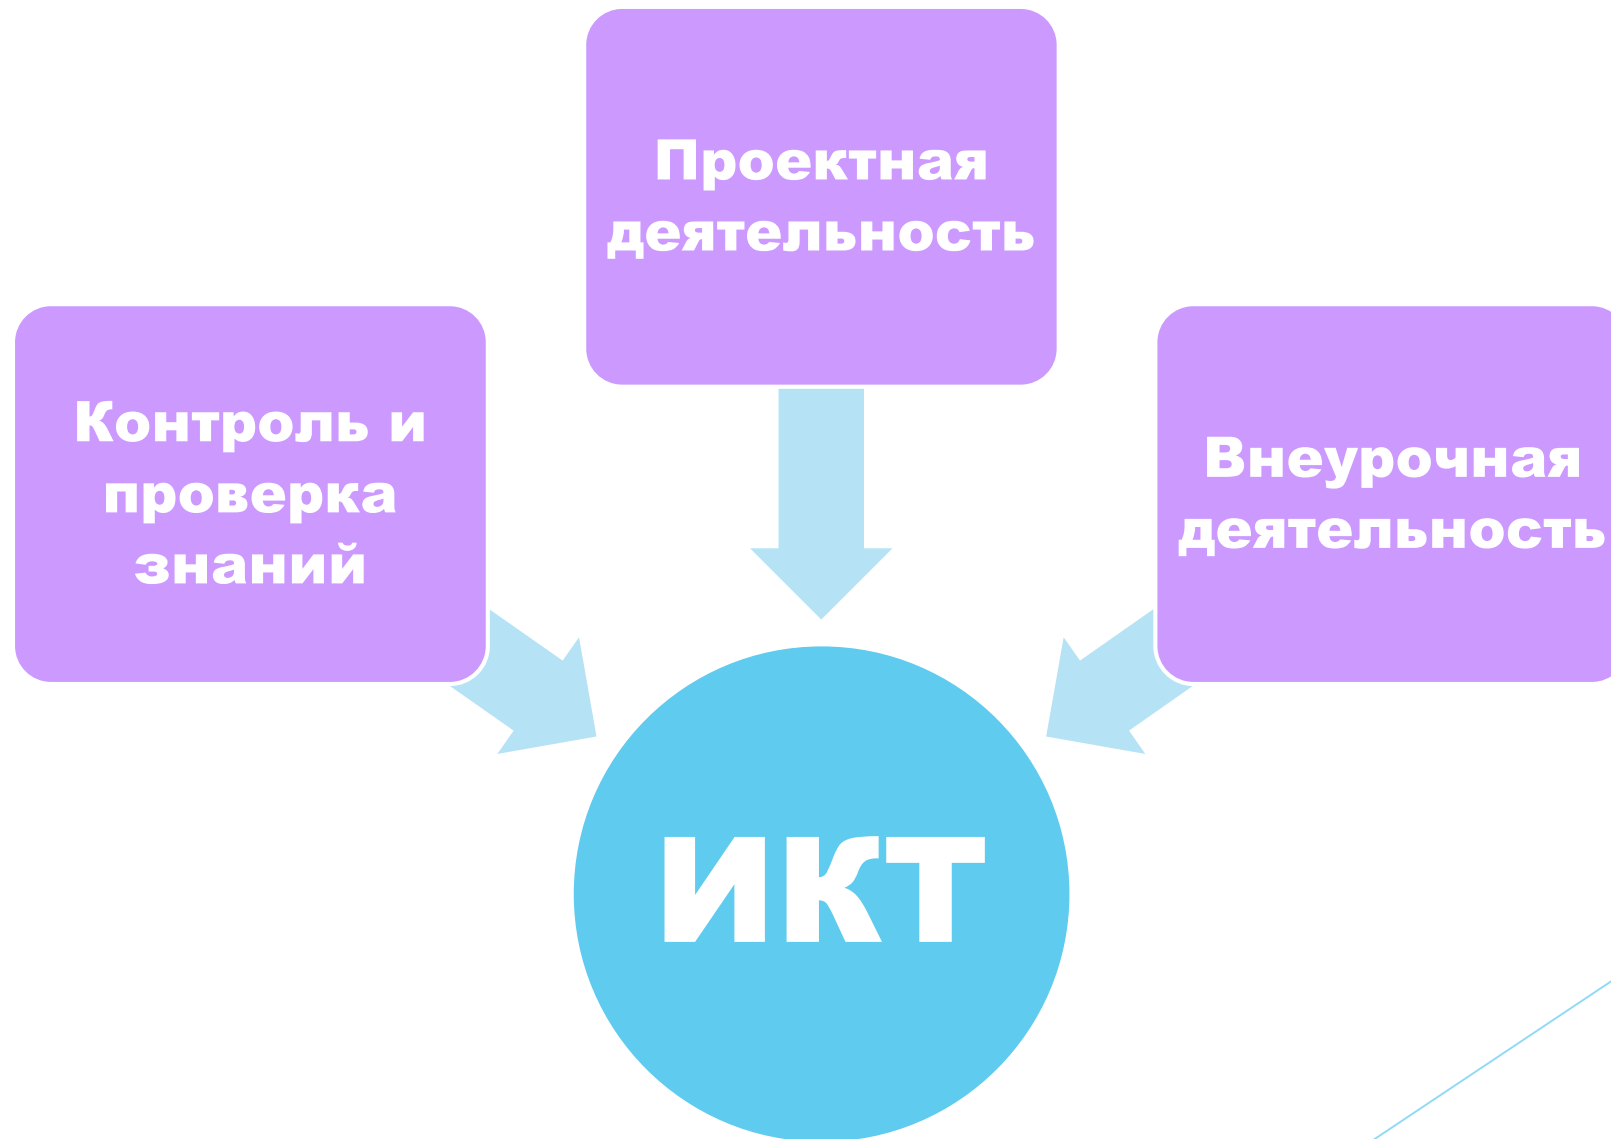 Проектная
деятельность
Контроль и
проверка
знаний
Внеурочная
деятельность
ИКТ